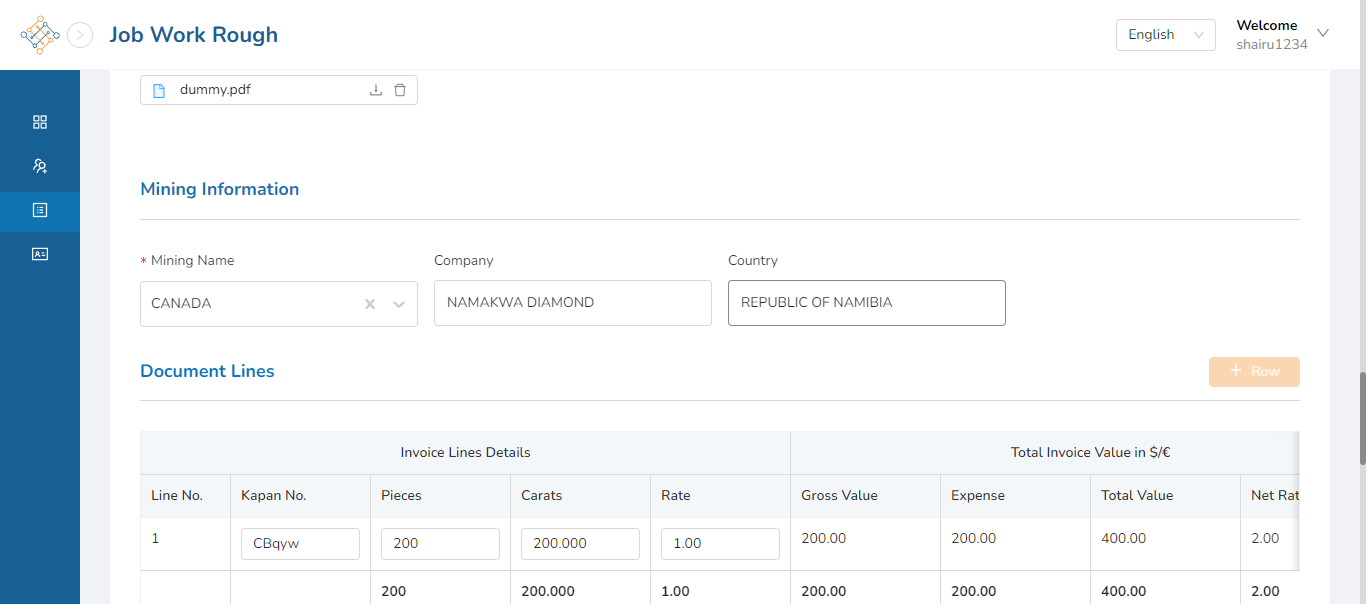 Job Work Rough
English
Welcome
shairu1234
dummy.pdf
Mining Information
* Mining Name
Company
Country
CANADA
NAMAKWA DIAMOND
REPUBLIC OF NAMIBIA
Document Lines
+ Row
Invoice Lines Details
Total Invoice Value in $/€
Line No.
Kapan No.
Pieces
Carats
Rate
Gross Value
Expense
Total Value
Net Rat
1
CBqyw
200
200.000
1.00
200.00
200.00
400.00
2.00
200
200.000
1.00
200.00
200.00
400.00
2.00